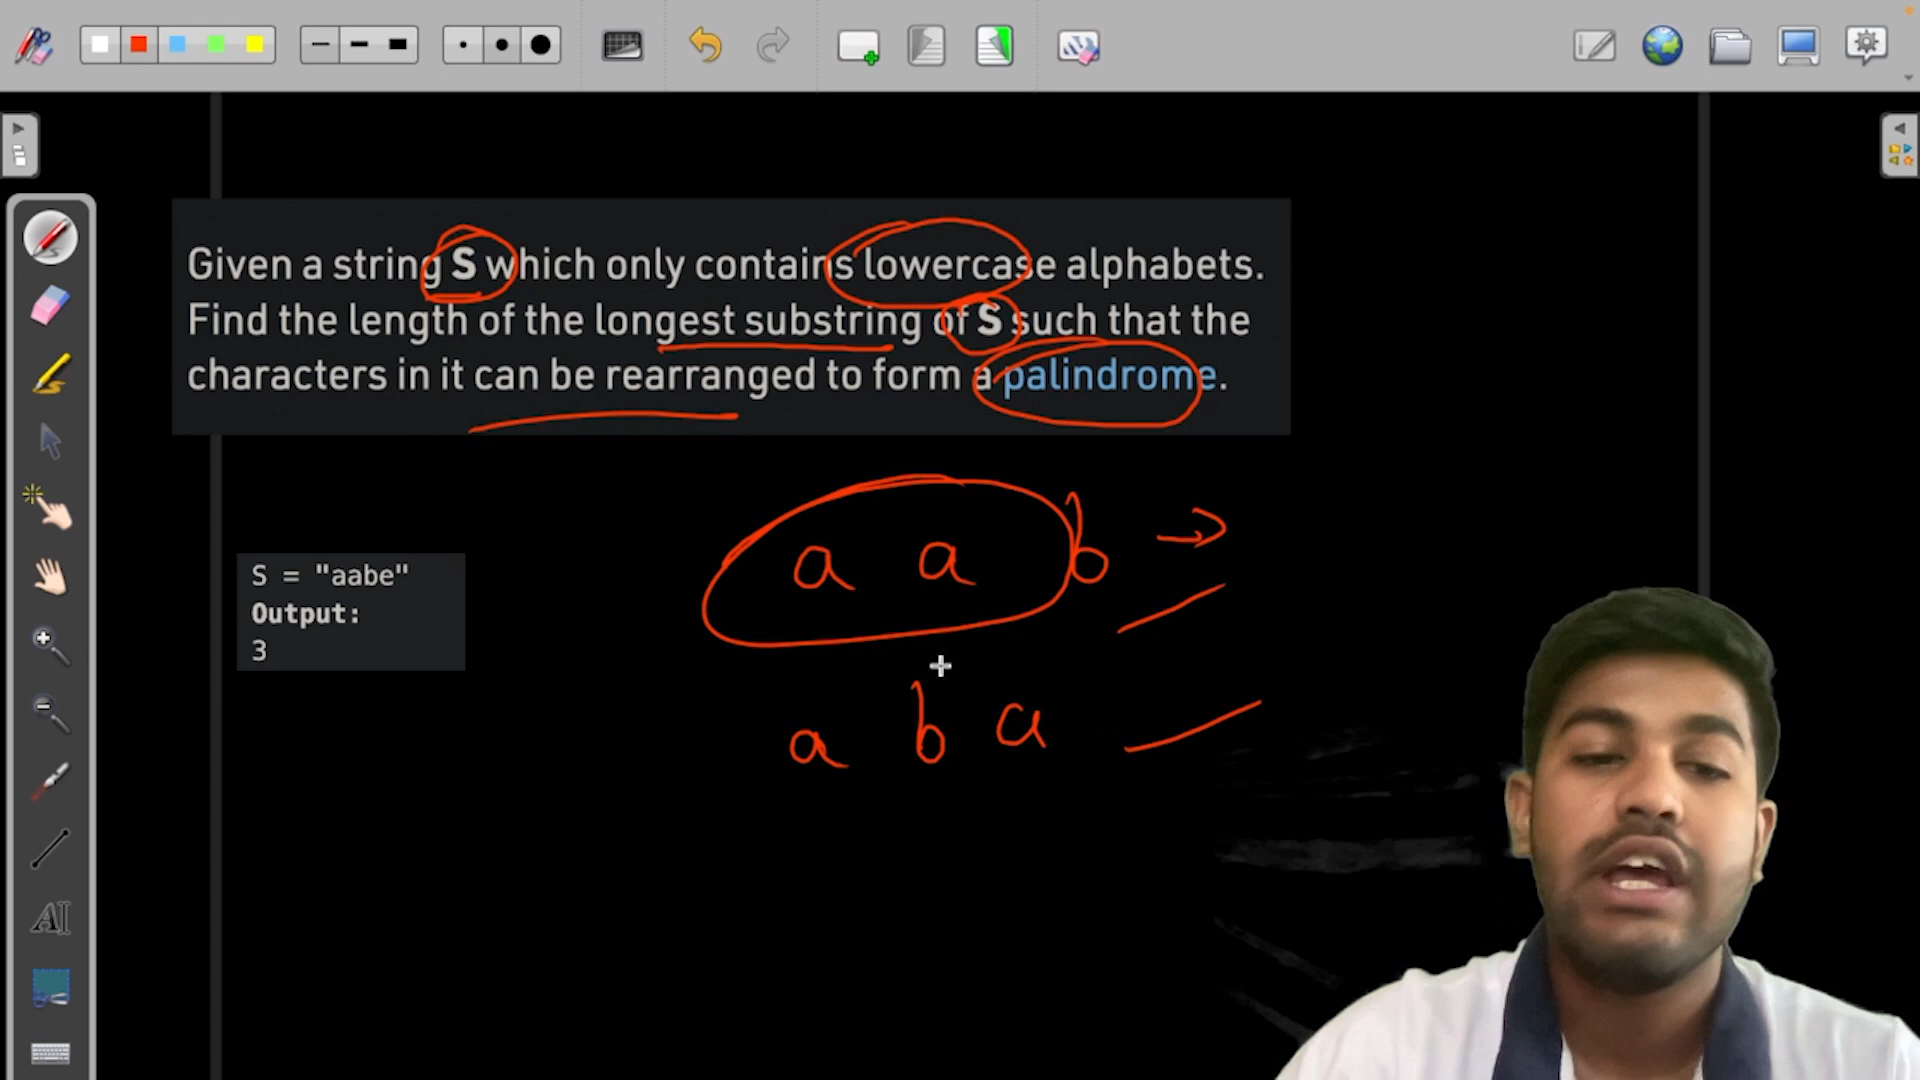 Given a string S which only contains lowercase alphabets.
Find the length of the longest substring of S such that the
characters in it can be rearranged to form a palindrome.
a a b
S = "aabe"
Output:
3
a b a